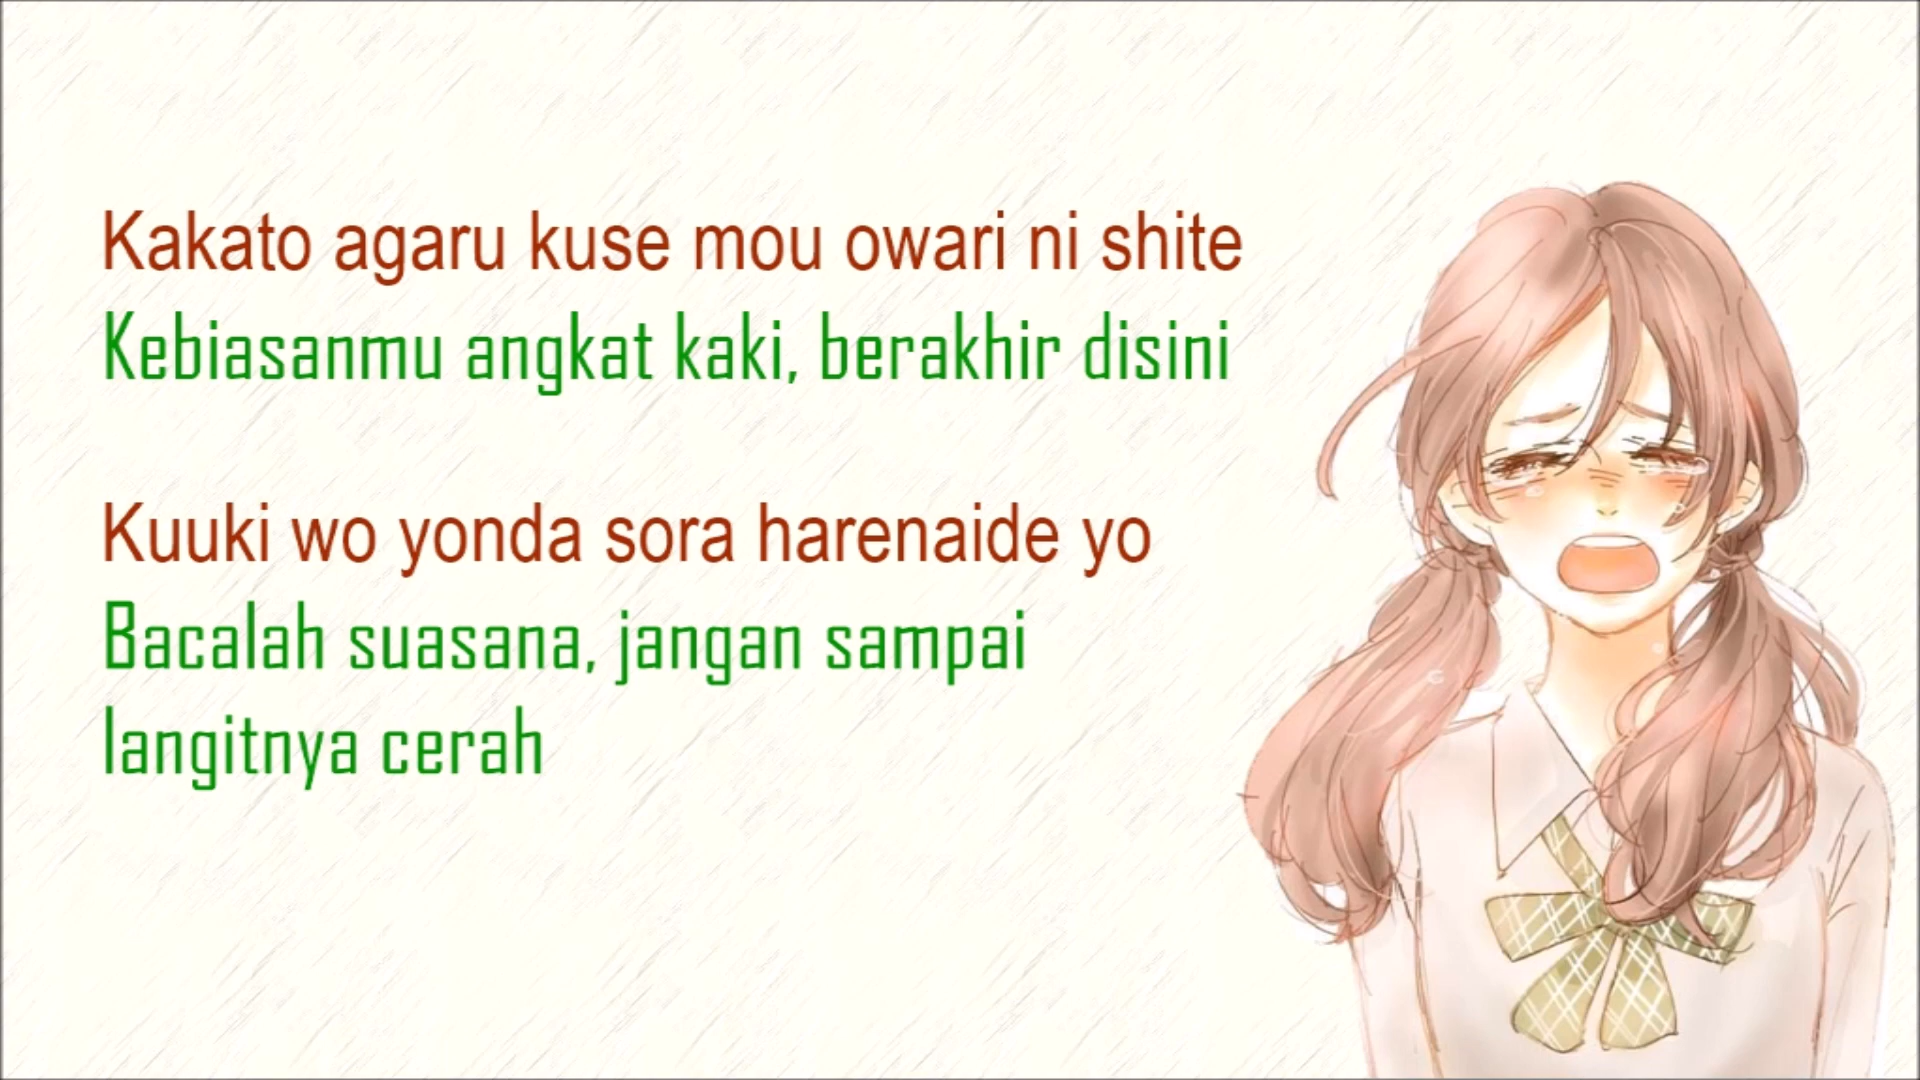 Kakato agaru kuse mou owari ni shite
Kebiasanmu angkat kaki, berakhir disini
Kuuki wo yonda sora harenaide yo
Bacalah suasana, jangan sampai
langitnya cerah